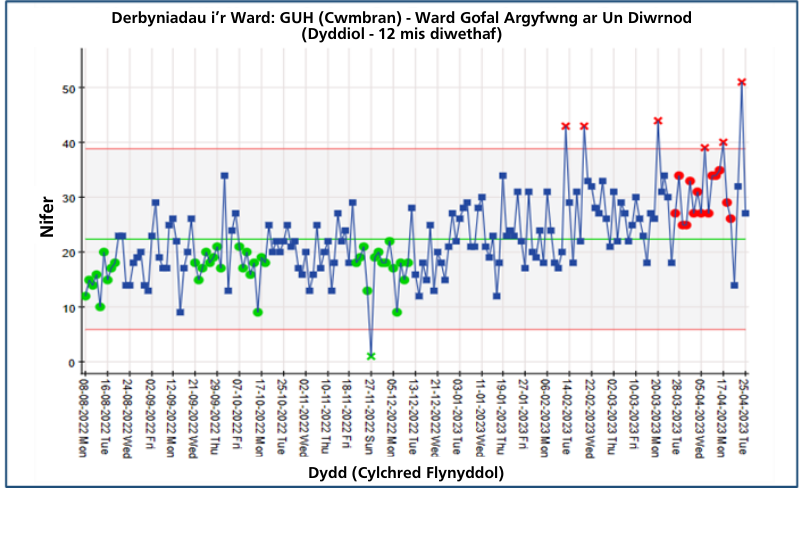 Derbyniadau i'r Ward: GUH (Cwmbran) - Ward Gofal Argyfwng ar Un Diwrnod
(Dyddiol - 12 mis diwethaf)
Nifer
50
40
30
20
10
0
08-08-2022 Mon
16-08-2022 Tue
24-08-2022 Wed
02-09-2022 Fri
12-09-2022 Mon
21-09-2022 Wed
29-09-2022 Thu
07-10-2022 Fri
17-10-2022 Mon
25-10-2022 Tue
02-11-2022 Wed
10-11-2022 Thu
18-11-2022 Fri
27-11-2022 Sun
05-12-2022 Mon
13-12-2022 Tue
21-12-2022 Wed
03-01-2023 Tue
11-01-2023 Wed
19-01-2023 Thu
27-01-2023 Fri
06-02-2023 Mon
14-02-2023 Tue
22-02-2023 Wed
02-03-2023 Thu
10-03-2023 Fri
20-03-2023 Mon
28-03-2023 Tue
05-04-2023 Wed
17-04-2023 Mon
25-04-2023 Tue
Dydd (Cylchred Flynyddol)